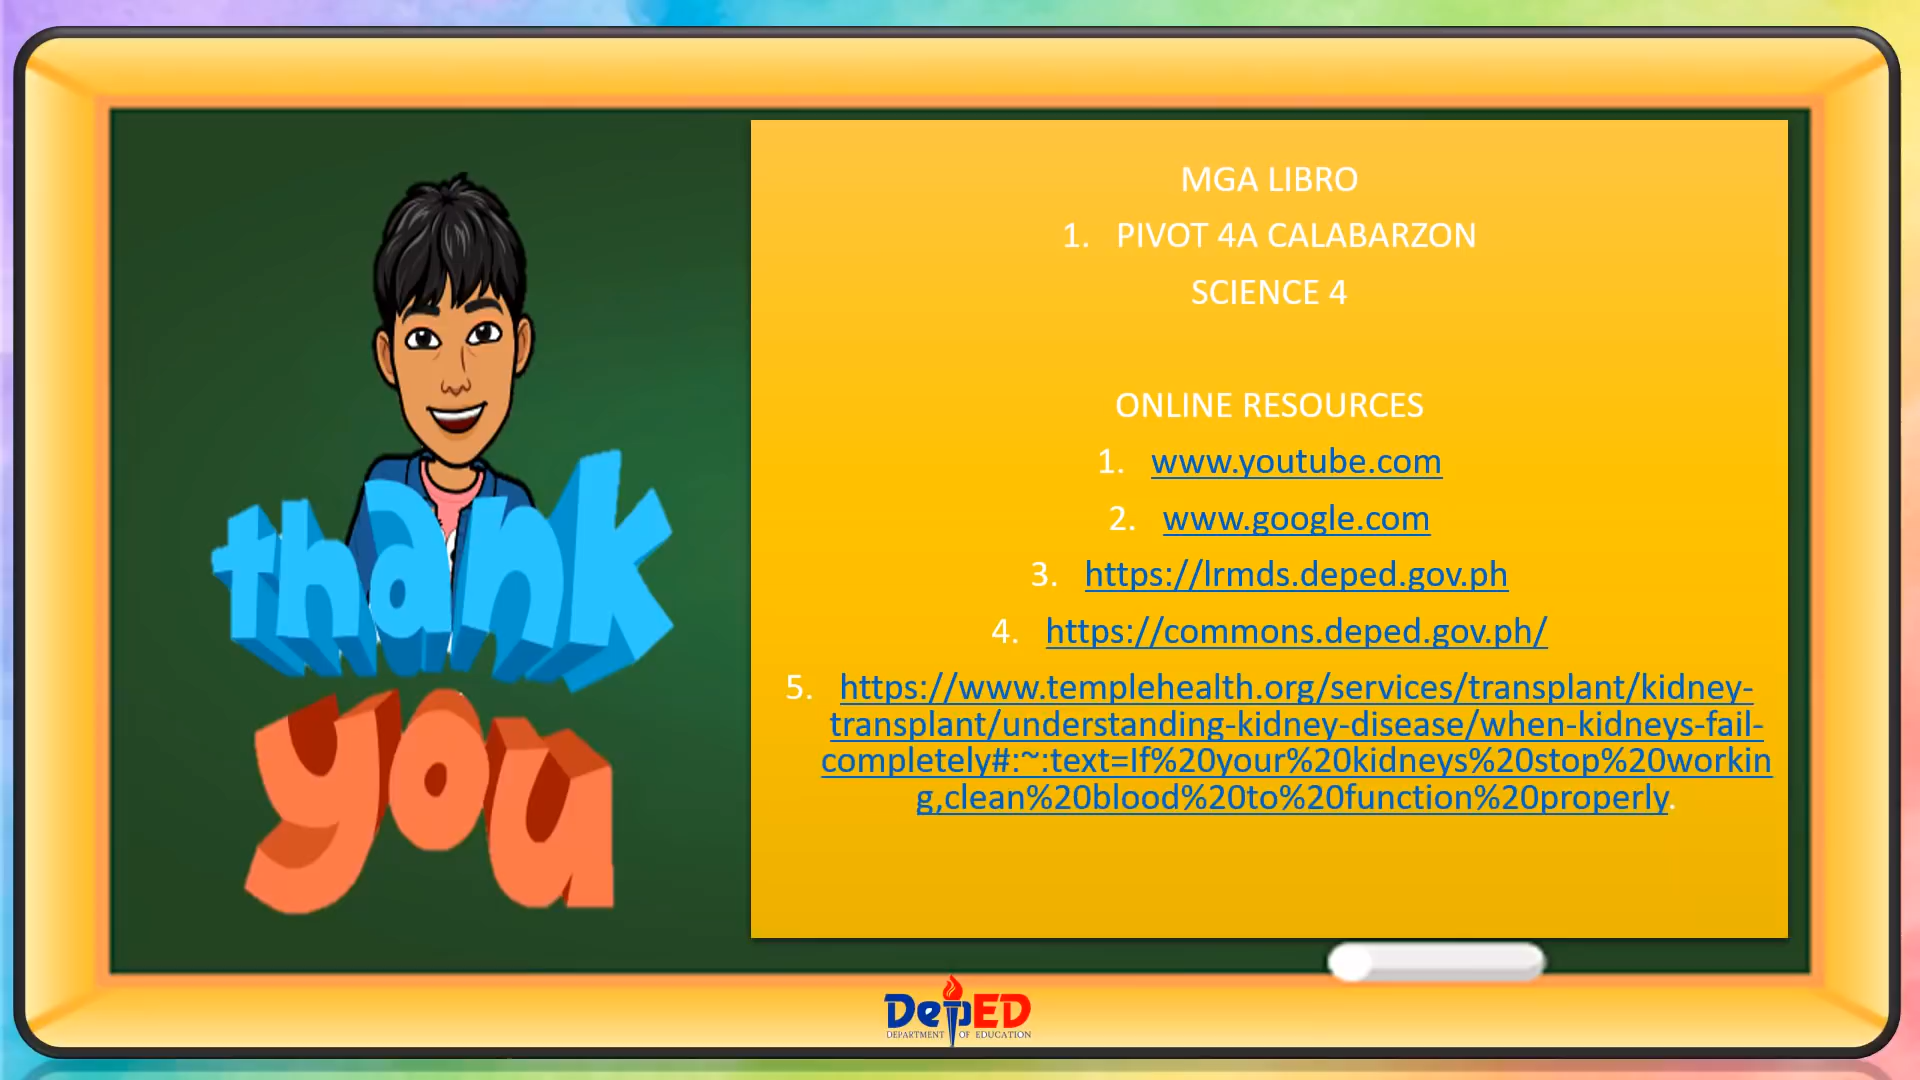 thank
you
MGA LIBRO
1. PIVOT 4A CALABARZON
SCIENCE 4
ONLINE RESOURCES
1. www.youtube.com
2. www.google.com
3. https://lrmds.deped.gov.ph
4. https://commons.deped.gov.ph/
5. https://www.templehealth.org/services/transplant/kidney-
transplant/understanding-kidney-disease/when-kidneys-fail-
completely#:~:text=If%20your%20kidneys%20stop%20workin
g,clean%20blood%20to%20function%20properly.
DepED
DEPARTMENT OF EDUCATION